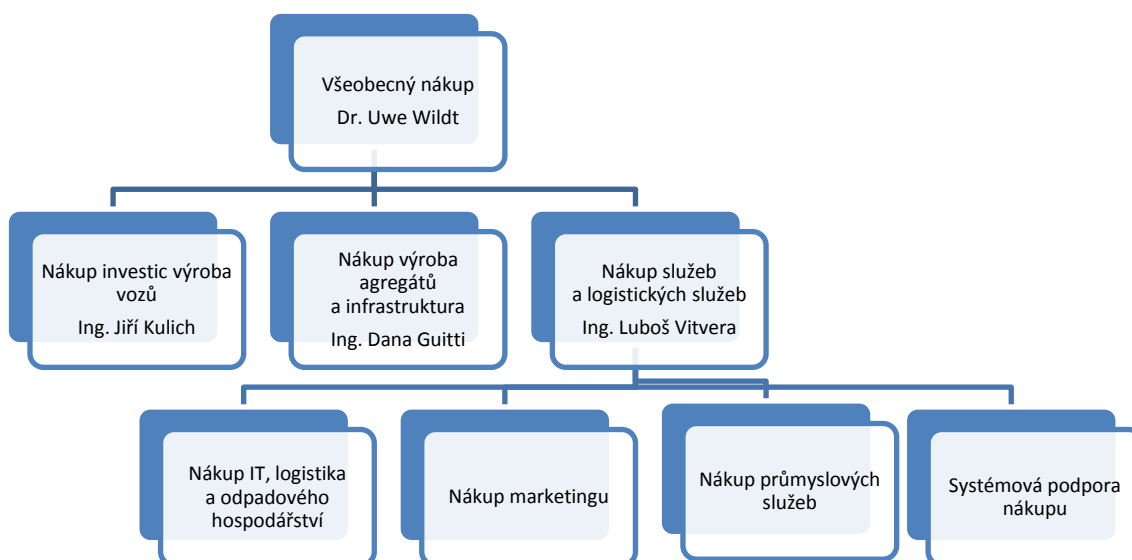 Všeobecný nákup
Dr. Uwe Wildt
Nákup investic výroba
vozů
Ing. Jiří Kulich
Nákup výroba
agregátů
a infrastruktura
Ing. Dana Guitti
Nákup služeb
a logistických služeb
Ing. Luboš Vitvera
Nákup IT, logistika
a odpadového
hospodářství
Nákup marketingu
Nákup průmyslových
služeb
Systémová podpora
nákupu